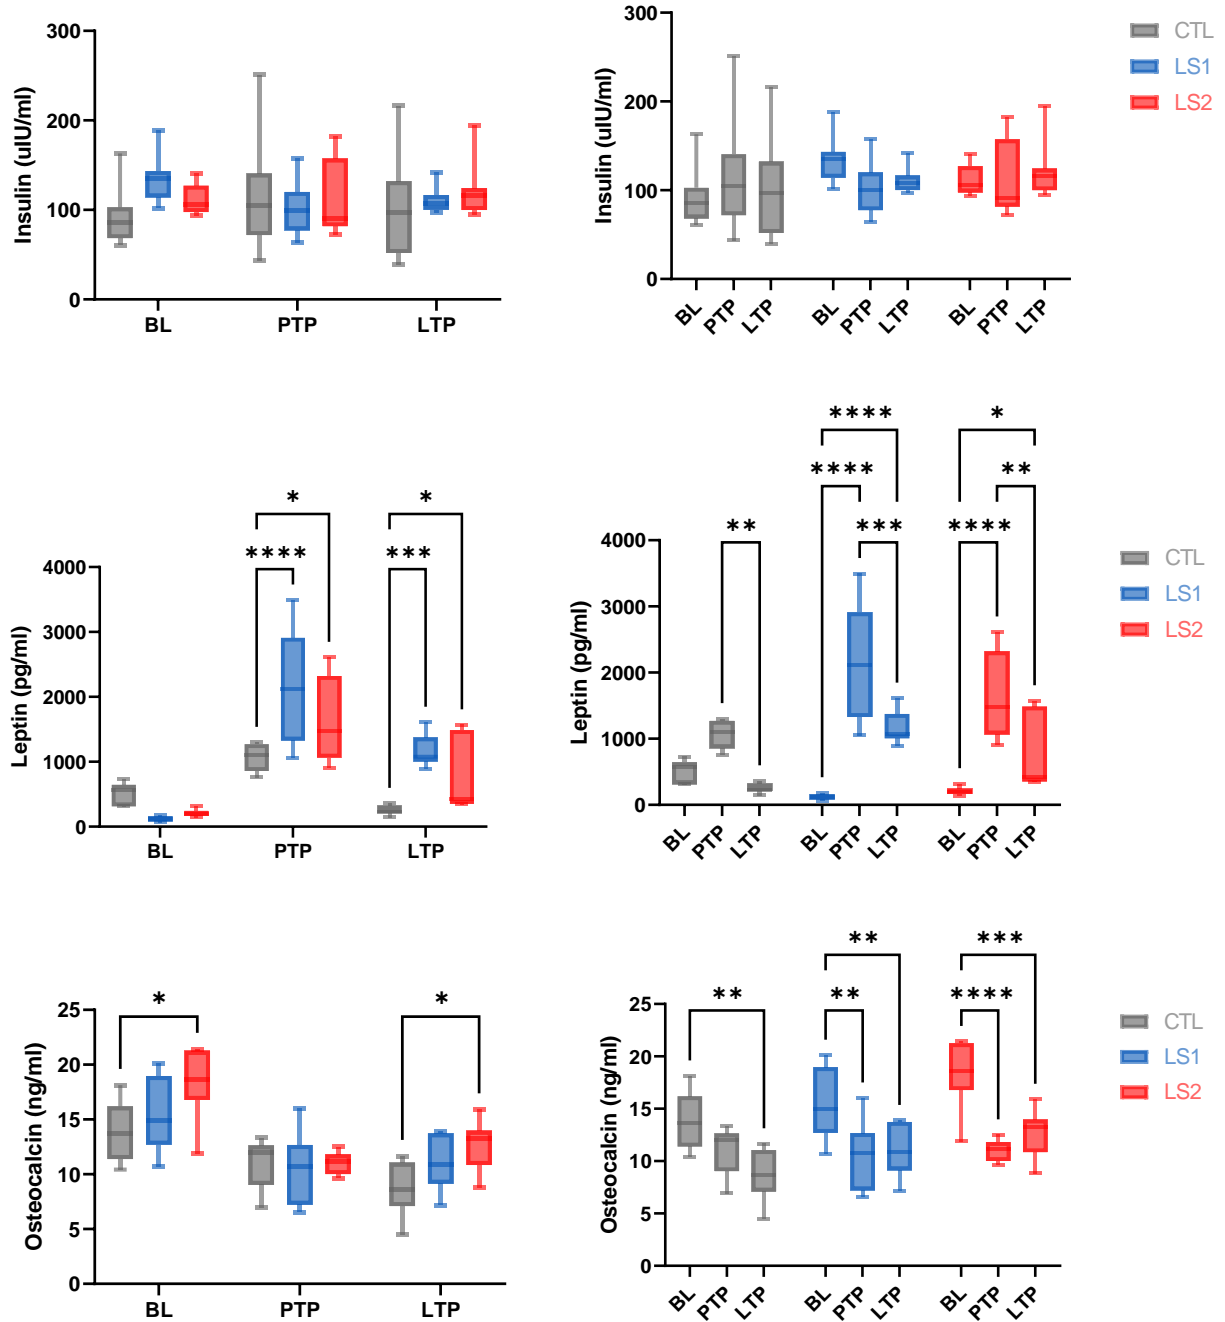 300
200
100
0
Insulin (uIU/ml)
BL PTP LTP
300
200
100
0
Insulin (uIU/ml)
BL PTP LTP BL PTP LTP BL PTP LTP
CTL
LS1
LS2
* *
**** ***
4000
3000
2000
1000
0
Leptin (pg/ml)
BL PTP LTP
**** *
**** **
** *** ****
4000
3000
2000
1000
0
Leptin (pg/ml)
BL PTP LTP BL PTP LTP BL PTP LTP
CTL
LS1
LS2
* *
25
20
15
10
5
0
Osteocalcin (ng/ml)
BL PTP LTP
** ***
** ** ****
25
20
15
10
5
0
Osteocalcin (ng/ml)
BL PTP LTP BL PTP LTP BL PTP LTP
CTL
LS1
LS2